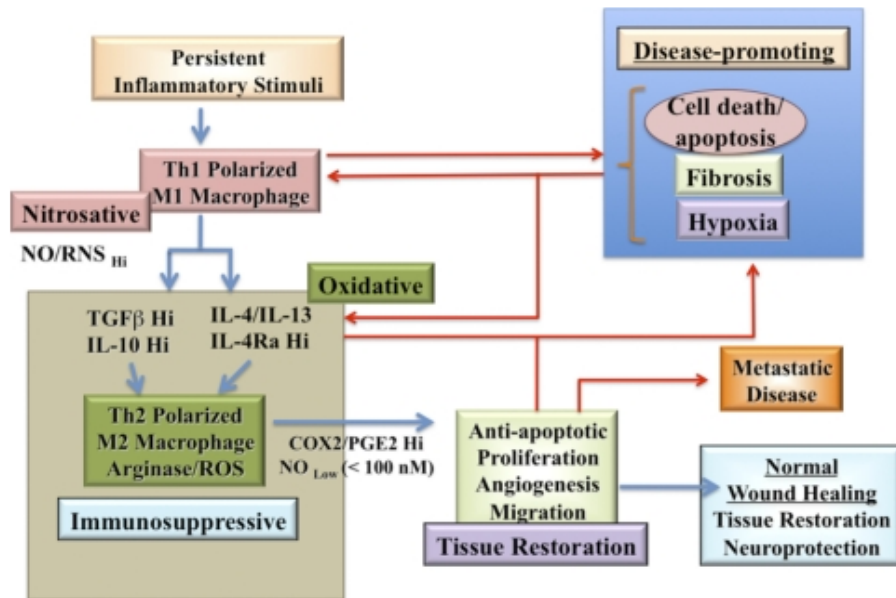 Persistent
Inflammatory Stimuli
Th1 Polarized
M1 Macrophage
Nitrosative
NO/RNS Hi
Oxidative
TGFβ Hi
IL-10 Hi
IL-4/IL-13
IL-4Ra Hi
Th2 Polarized
M2 Macrophage
Arginase/ROS
Immunosuppressive
COX2/PGE2 Hi
NO Low (< 100 nM)
Anti-apoptotic
Proliferation
Angiogenesis
Migration
Tissue Restoration
Disease-promoting
Cell death/
apoptosis
Fibrosis
Hypoxia
Metastatic
Disease
Normal
Wound Healing
Tissue Restoration
Neuroprotection